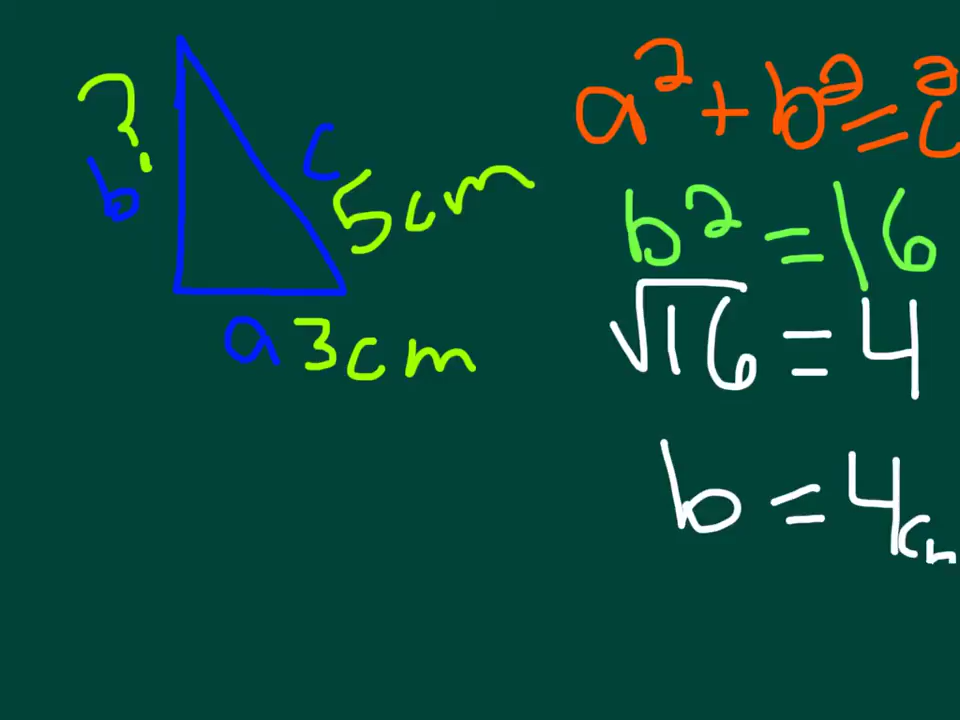 ?
b
c
5cm
a 3cm
a² + b² = c²
b² = 16
√16 = 4
b = 4cm